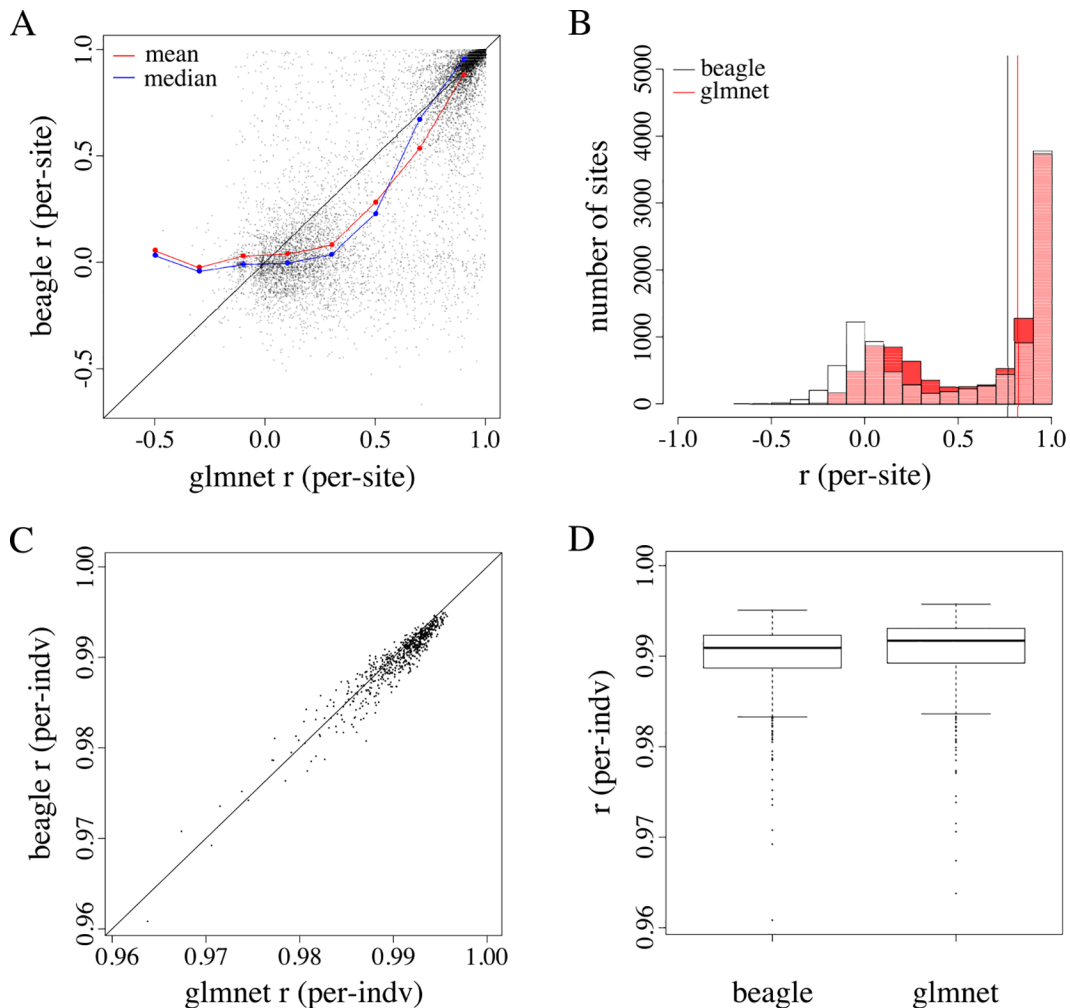 A
mean
median
beagle r (per-site)
1.0
0.5
0.0
-0.5
-0.5 0.0 0.5 1.0
glmnet r (per-site)
B
beagle
glmnet
number of sites
5000
4000
3000
2000
1000
0
-1.0 -0.5 0.0 0.5 1.0
r (per-site)
C
beagle r (per-indv)
1.00
0.99
0.98
0.97
0.96
0.96 0.97 0.98 0.99 1.00
glmnet r (per-indv)
D
r (per-indv)
1.00
0.99
0.98
0.97
0.96
beagle glmnet